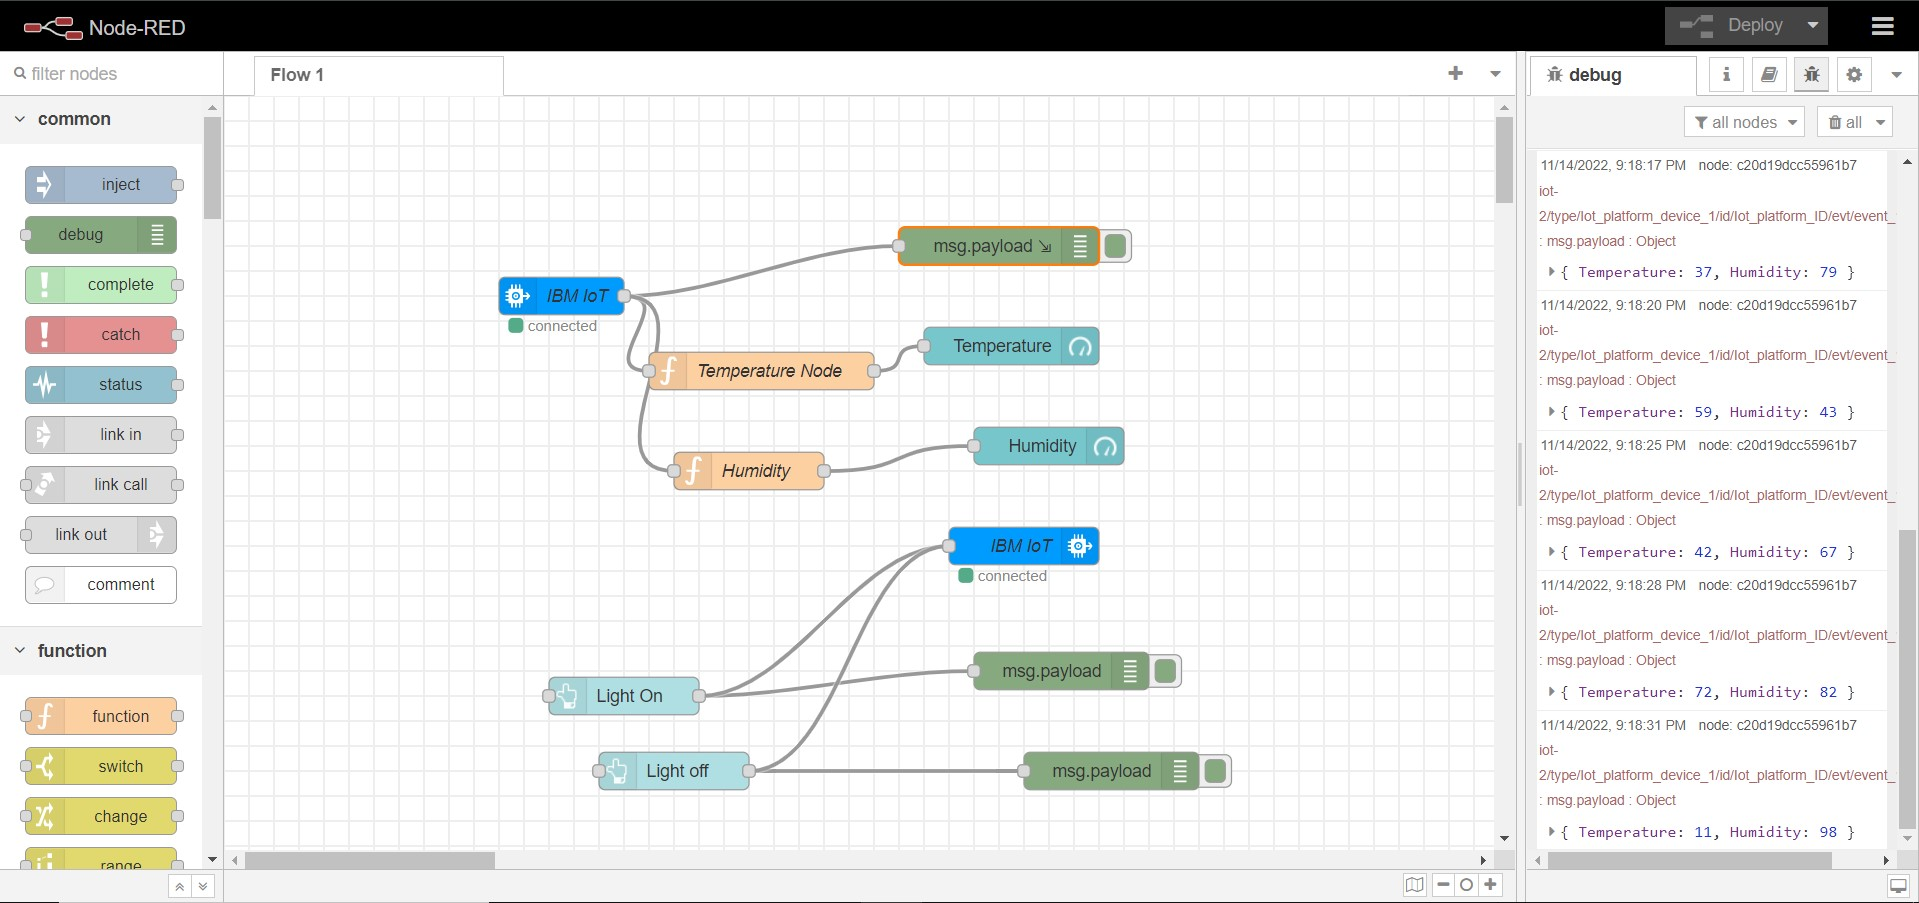 Node-RED
Deploy
filter nodes
Flow 1
debug
i
all nodes
all
common
inject
debug
complete
catch
status
link in
link call
link out
comment
function
function
switch
change
range
msg.payload
IBM IoT
connected
Temperature
Temperature Node
Humidity
Humidity
IBM IoT
connected
msg.payload
Light On
Light off
msg.payload
11/14/2022, 9:18:17 PM node: c20d19dcc55961b7
iot-
2/type/Iot_platform_device_1/id/Iot_platform_ID/evt/event_
: msg.payload : Object
{ Temperature: 37, Humidity: 79 }
11/14/2022, 9:18:20 PM node: c20d19dcc55961b7
iot-
2/type/Iot_platform_device_1/id/Iot_platform_ID/evt/event_
: msg.payload : Object
{ Temperature: 59, Humidity: 43 }
11/14/2022, 9:18:25 PM node: c20d19dcc55961b7
iot-
2/type/Iot_platform_device_1/id/Iot_platform_ID/evt/event_
: msg.payload : Object
{ Temperature: 42, Humidity: 67 }
11/14/2022, 9:18:28 PM node: c20d19dcc55961b7
iot-
2/type/Iot_platform_device_1/id/Iot_platform_ID/evt/event_
: msg.payload : Object
{ Temperature: 72, Humidity: 82 }
11/14/2022, 9:18:31 PM node: c20d19dcc55961b7
iot-
2/type/Iot_platform_device_1/id/Iot_platform_ID/evt/event_
: msg.payload : Object
{ Temperature: 11, Humidity: 98 }